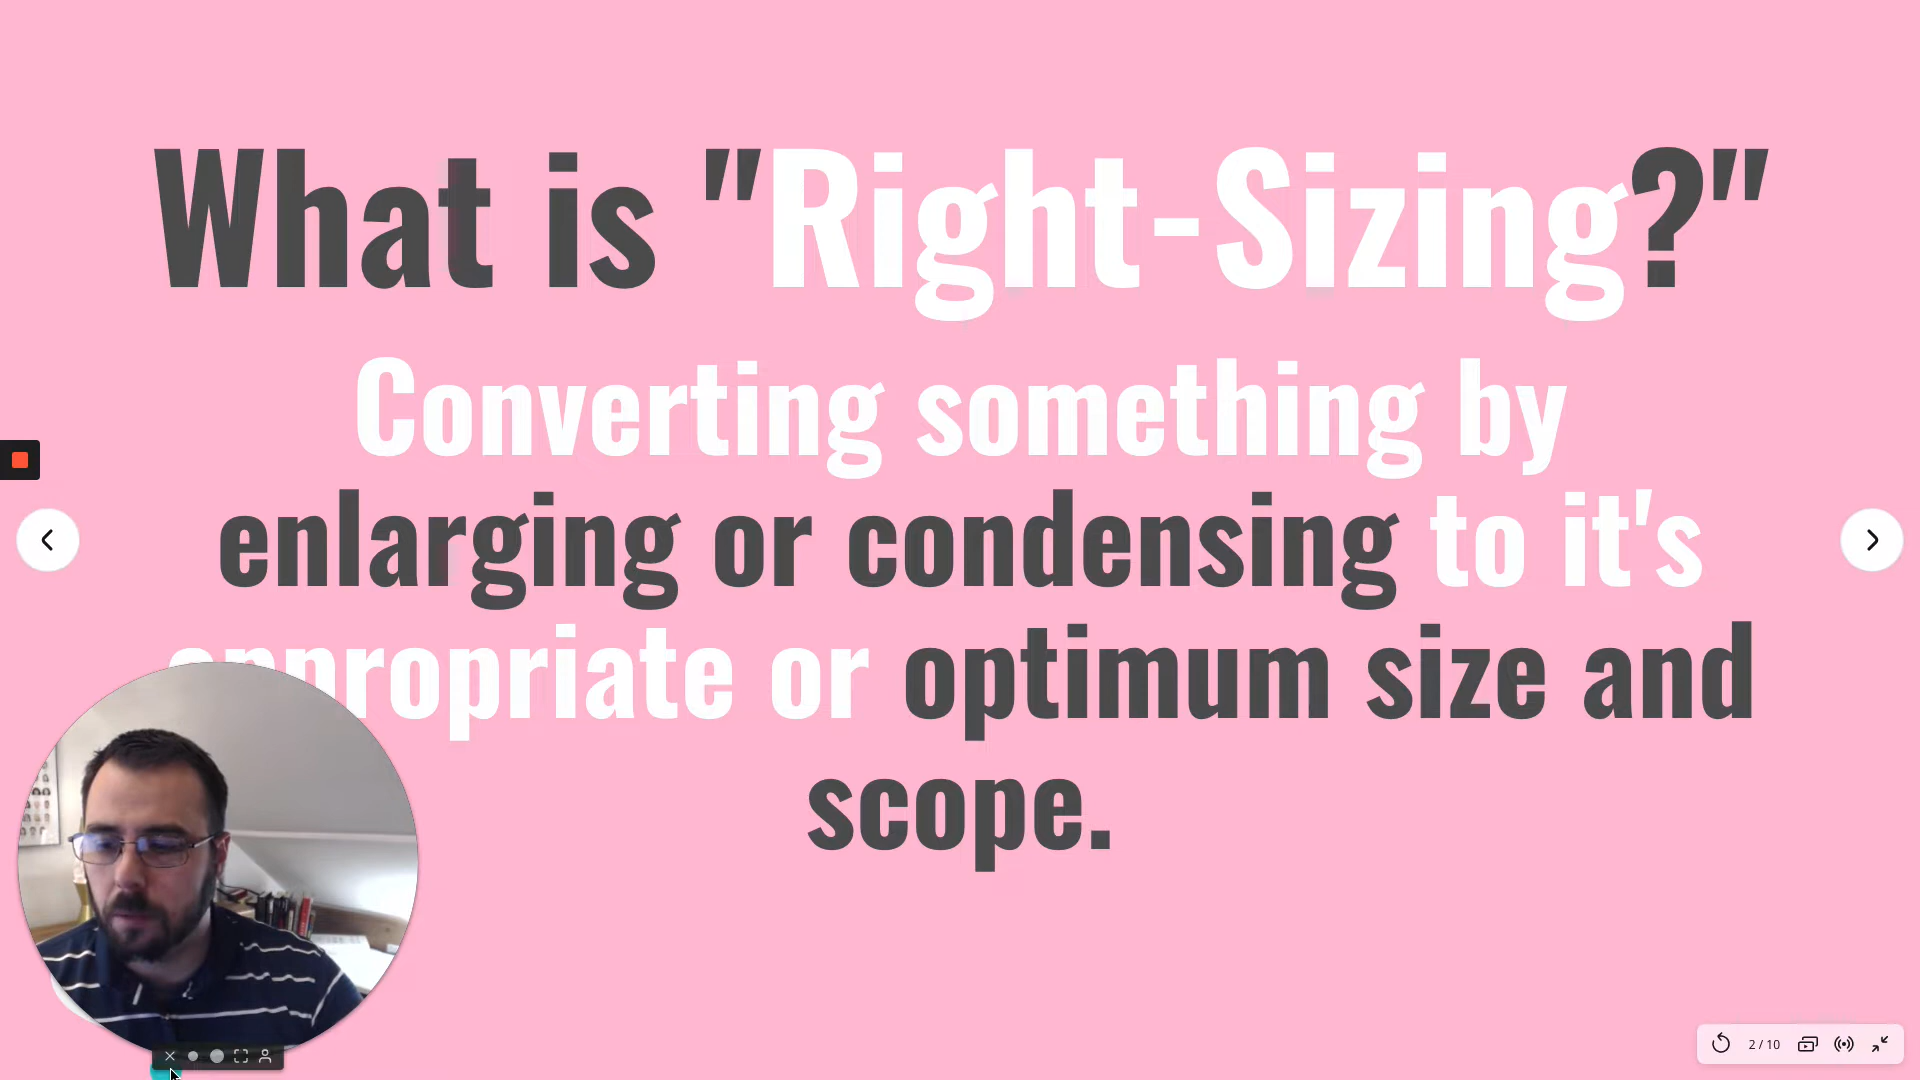 What is "Right-Sizing?"
Converting something by
enlarging or condensing to it's
appropriate or optimum size and
scope.
2 / 10